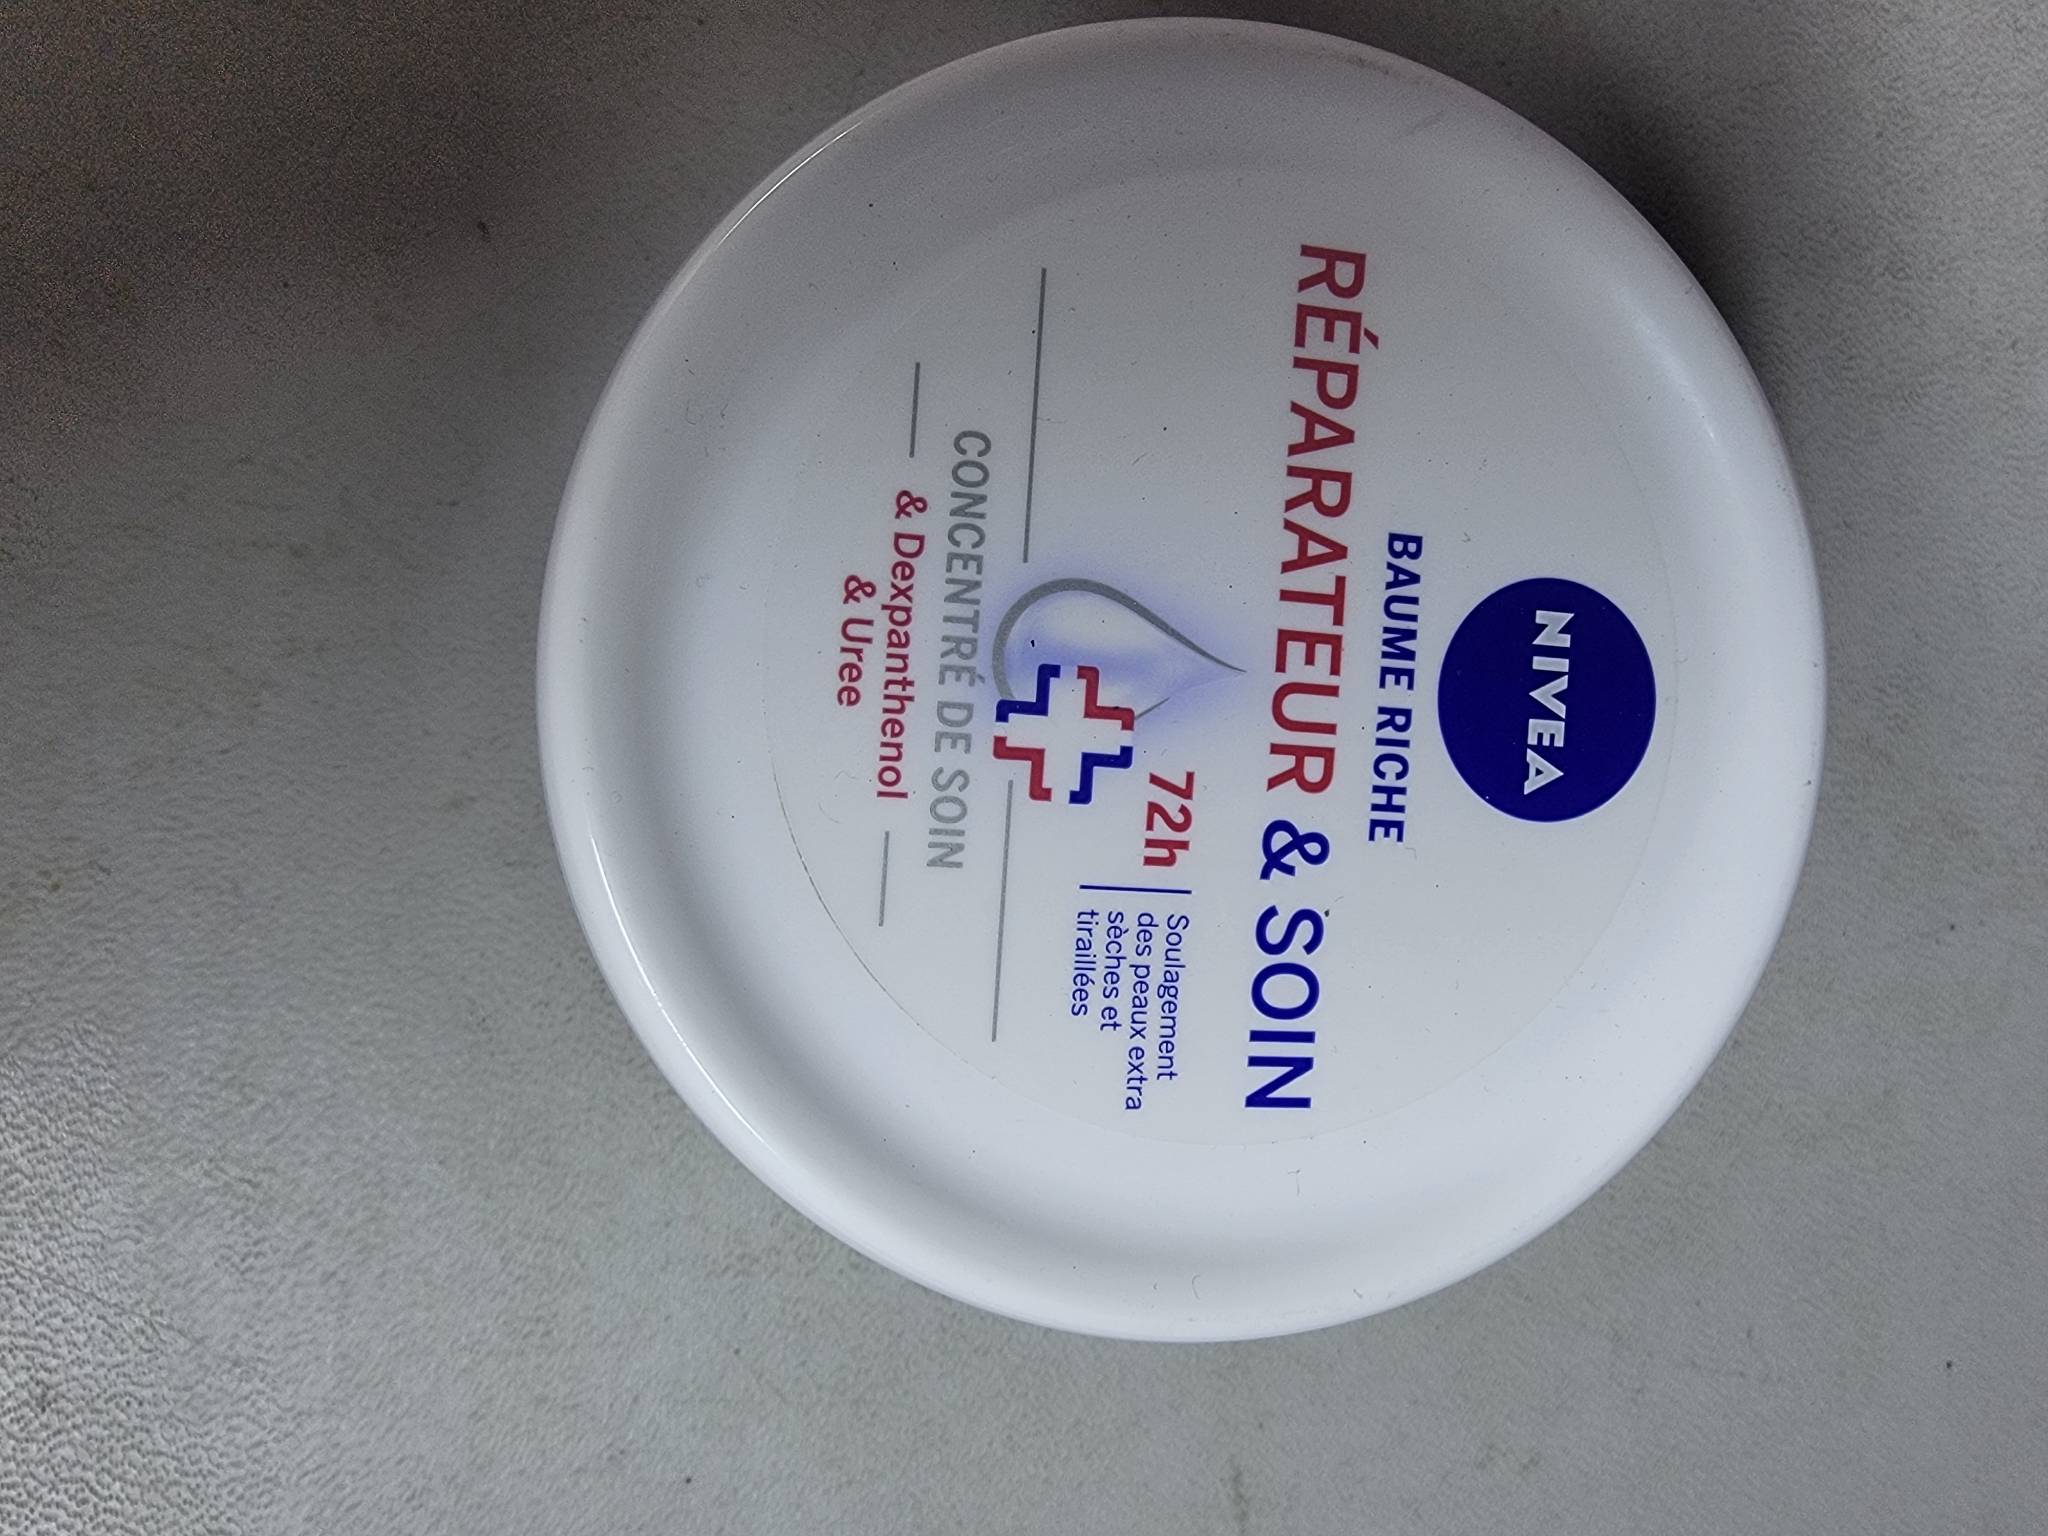 NIVEA
BAUME RICHE
RÉPARATEUR & SOIN
72h
Soulagement
des peaux extra
sèches et
tiraillées
CONCENTRÉ DE SOIN
& Dexpanthenol
& Uree